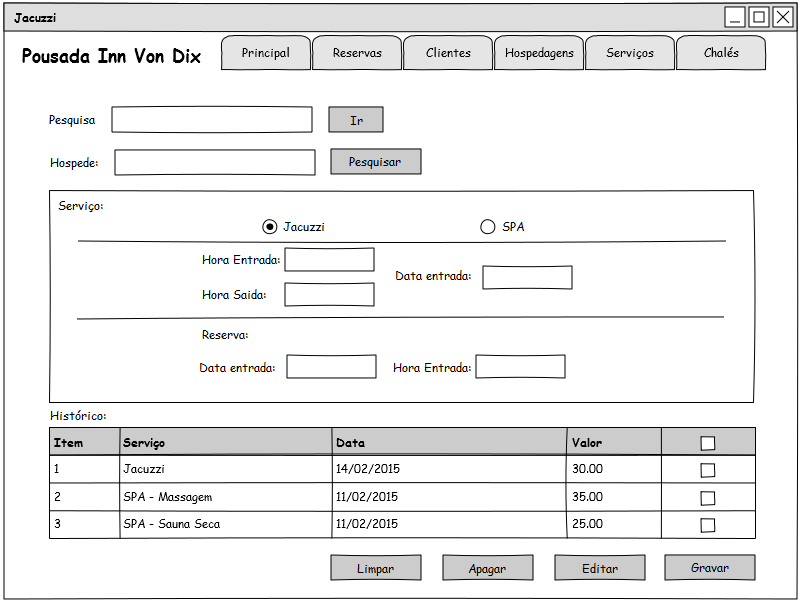 Jacuzzi
Pousada Inn Von Dix
Principal Reservas Clientes Hospedagens Serviços Chalés
Pesquisa Ir
Hospede: Pesquisar
Serviço:
Jacuzzi SPA
Hora Entrada:
Data entrada:
Hora Saida:
Reserva:
Data entrada: Hora Entrada:
Histórico:
Item Serviço Data Valor
1 Jacuzzi 14/02/2015 30.00
2 SPA - Massagem 11/02/2015 35.00
3 SPA - Sauna Seca 11/02/2015 25.00
Limpar Apagar Editar Gravar